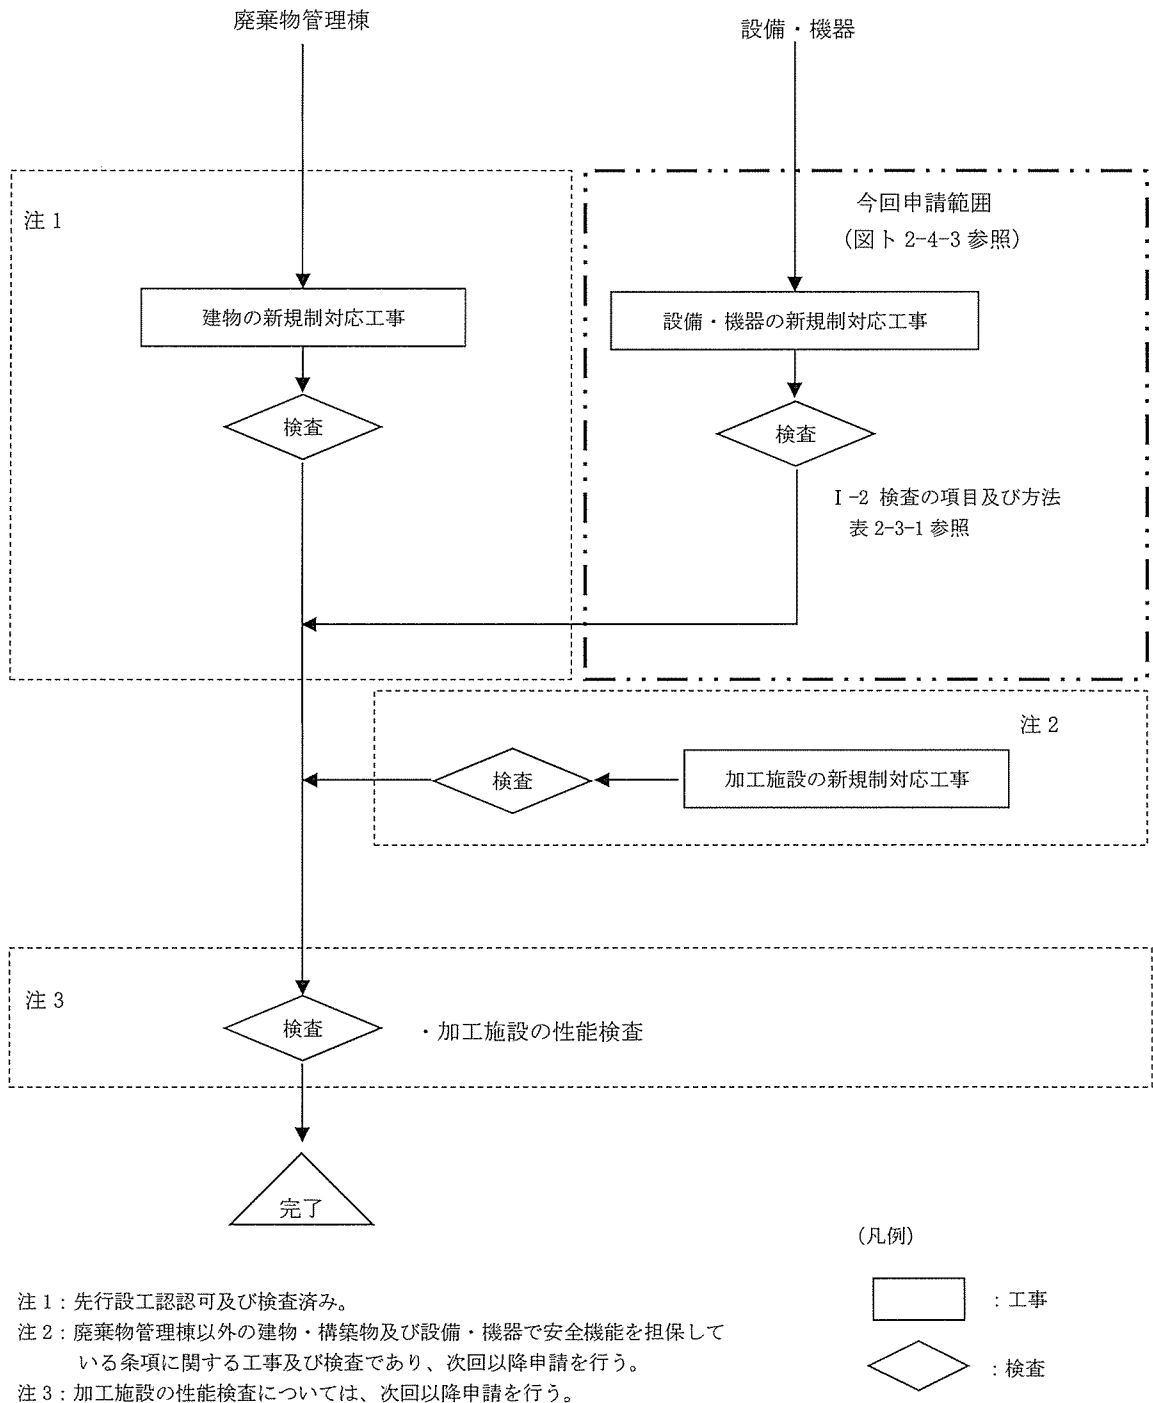 廃棄物管理棟
設備・機器
注1
今回申請範囲
(図ト 2-4-3 参照)
建物の新規制対応工事
設備・機器の新規制対応工事
検査
検査
Ⅰ-2 検査の項目及び方法
表 2-3-1 参照
注2
検査
加工施設の新規制対応工事
注3
検査
・加工施設の性能検査
完了
(凡例)
：工事
：検査
注1：先行設工認認可及び検査済み。
注2：廃棄物管理棟以外の建物・構築物及び設備・機器で安全機能を担保して
いる条項に関する工事及び検査であり、次回以降申請を行う。
注3：加工施設の性能検査については、次回以降申請を行う。